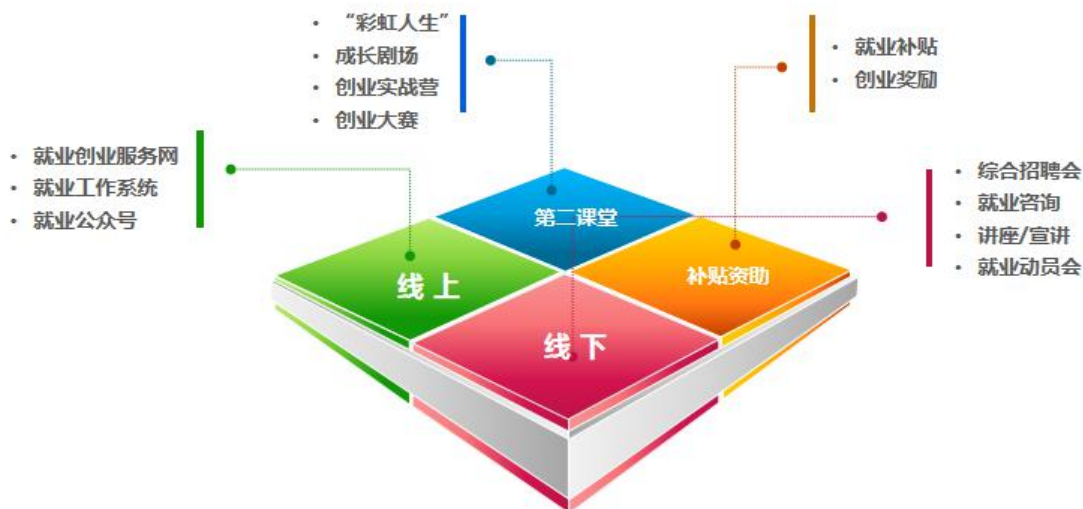 • “彩虹人生”
• 成长剧场
• 创业实战营
• 创业大赛
• 就业补贴
• 创业奖励
• 就业创业服务网
• 就业工作系统
• 就业公众号
• 综合招聘会
• 就业咨询
• 讲座/宣讲
• 就业动员会
第二课堂
线 上
补贴资助
线 下